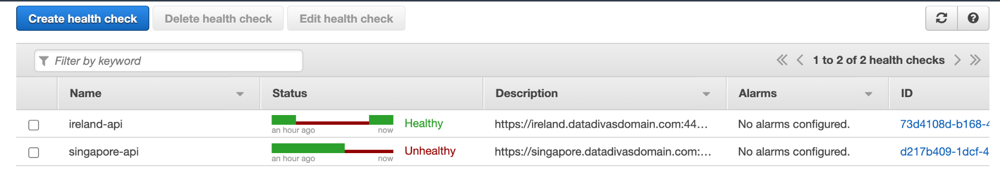 Create health check Delete health check Edit health check
Filter by keyword 1 to 2 of 2 health checks
Name Status Description Alarms ID
ireland-api an hour ago now Healthy https://ireland.datadivasdomain.com:44... No alarms configured. 73d4108d-b168-4
singapore-api an hour ago now Unhealthy https://singapore.datadivasdomain.com:... No alarms configured. d217b409-1dcf-4